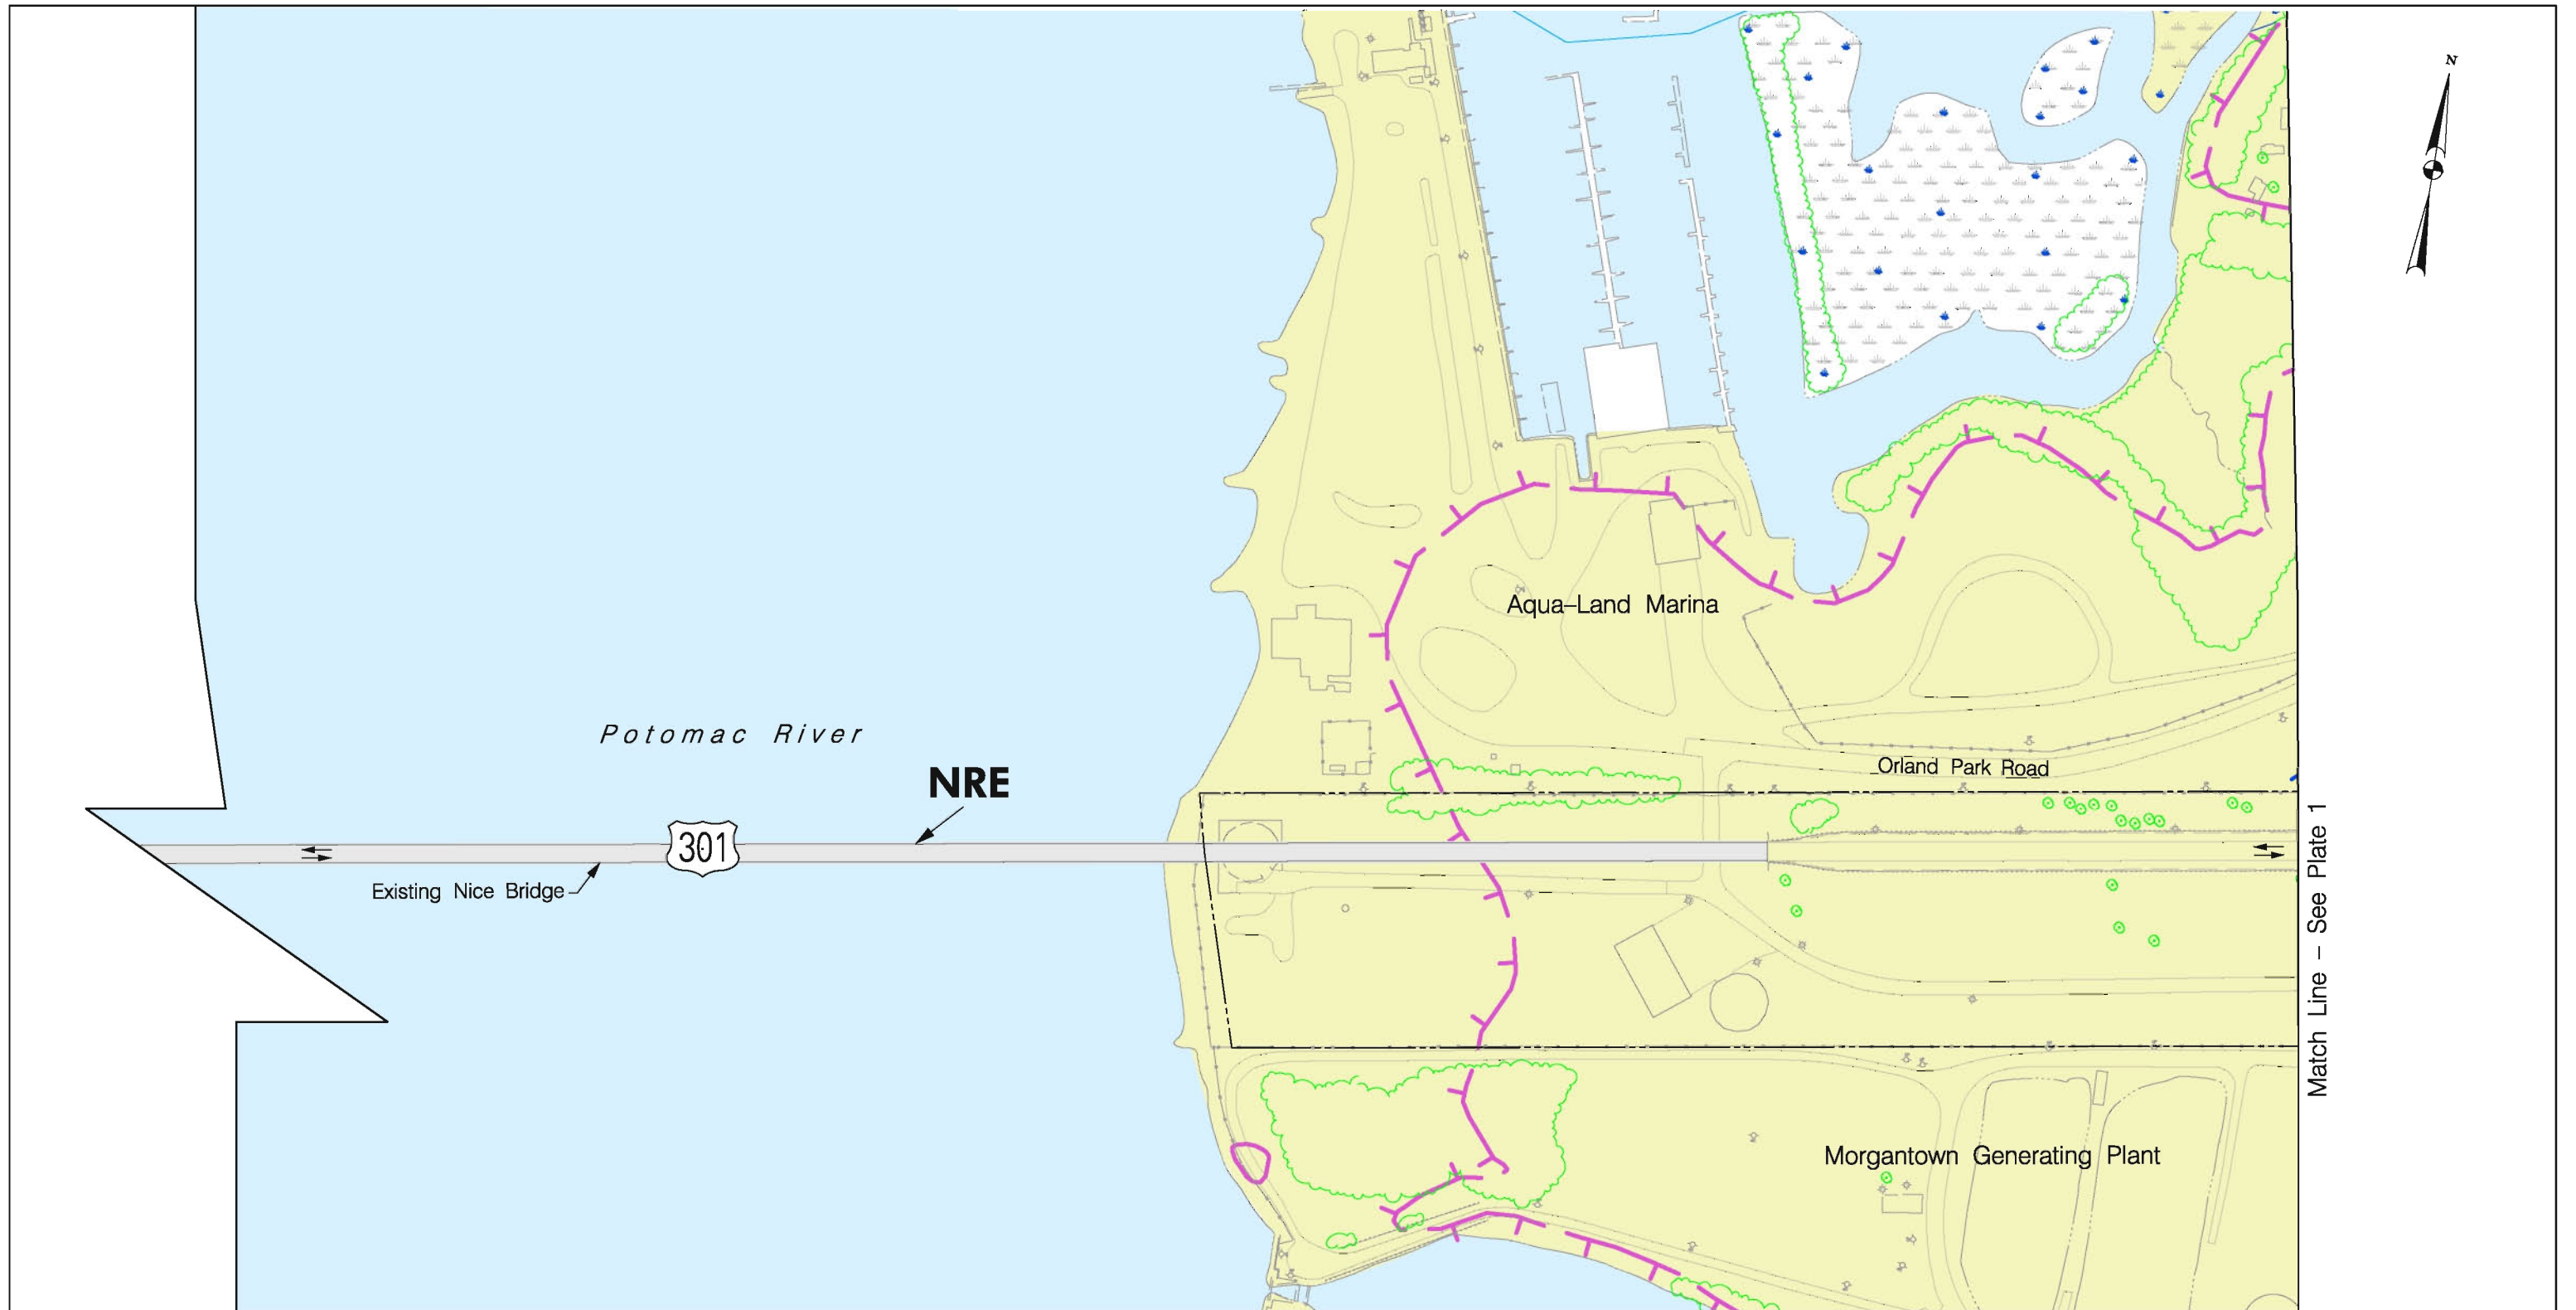 N
Aqua-Land Marina
Potomac River
NRE
Orland Park Road
301
Existing Nice Bridge
Match Line - See Plate 1
Morgantown Generating Plant